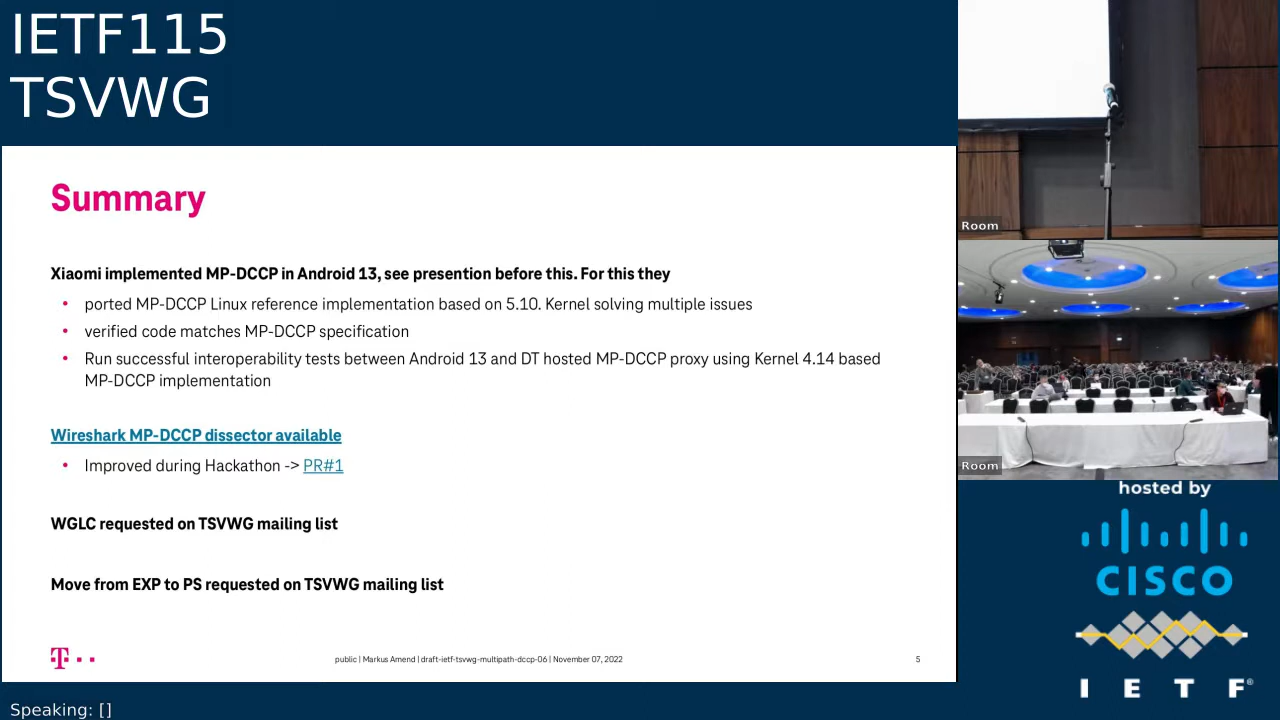 IETF115
TSVWG
Summary
Xiaomi implemented MP-DCCP in Android 13, see presention before this. For this they
• ported MP-DCCP Linux reference implementation based on 5.10. Kernel solving multiple issues
• verified code matches MP-DCCP specification
• Run successful interoperability tests between Android 13 and DT hosted MP-DCCP proxy using Kernel 4.14 based
MP-DCCP implementation
Wireshark MP-DCCP dissector available
• Improved during Hackathon -> PR#1
WGLC requested on TSVWG mailing list
Move from EXP to PS requested on TSVWG mailing list
T
public | Markus Amend | draft-ietf-tsvwg-multipath-dccp-06 | November 07, 2022
5
Room
Room
hosted by
CISCO
I E T F®
Speaking: []